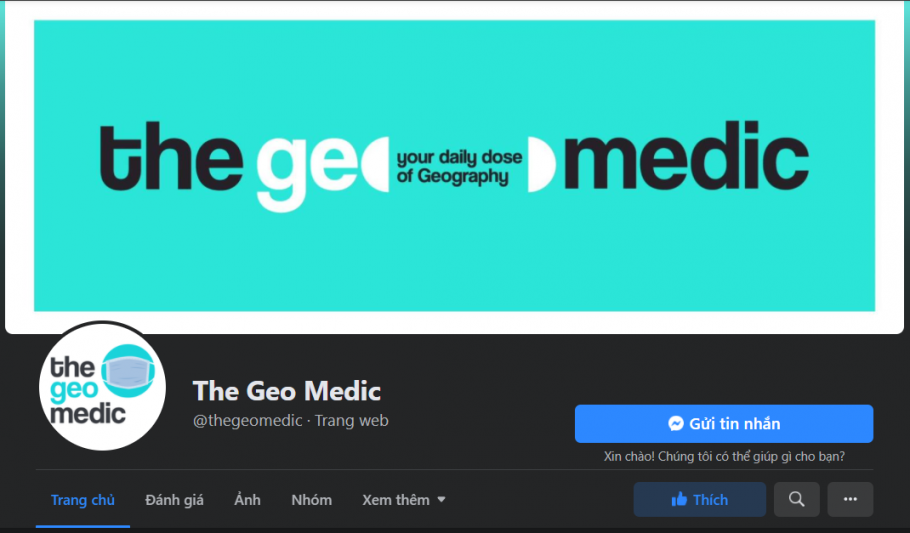 the geo your daily dose of Geography medic
the
geo
medic
The Geo Medic
@thegeomedic · Trang web
Gửi tin nhắn
Xin chào! Chúng tôi có thể giúp gì cho bạn?
Trang chủ Đánh giá Ảnh Nhóm Xem thêm Thích